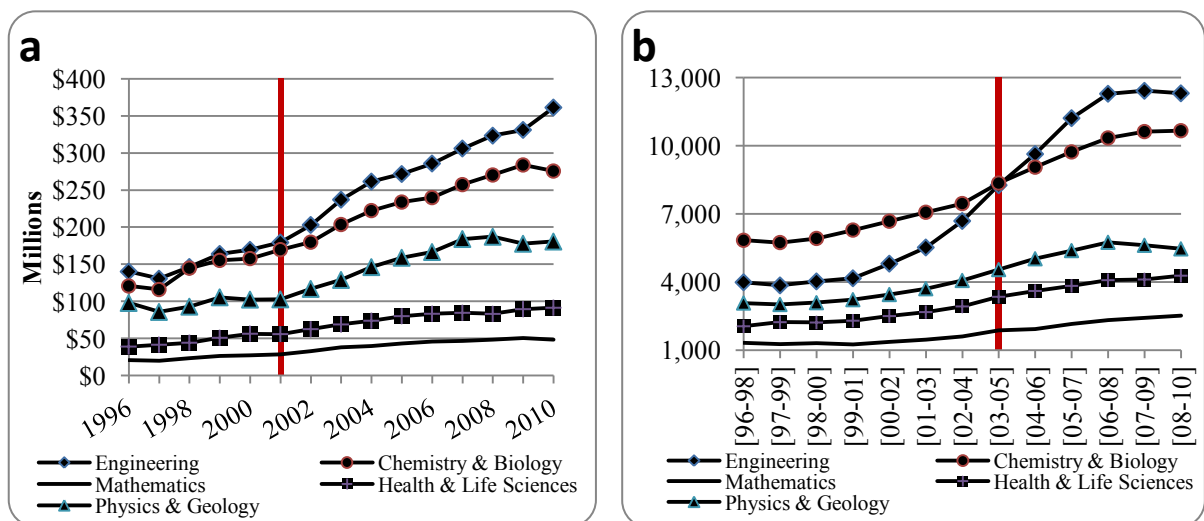 a
$400
$350
$300
$250
$200
$150
$100
$50
$0
Millions
1996
1998
2000
2002
2004
2006
2008
2010
Engineering
Chemistry & Biology
Mathematics
Health & Life Sciences
Physics & Geology
b
13,000
10,000
7,000
4,000
1,000
[96-98]
[97-99]
[98-00]
[99-01]
[00-02]
[01-03]
[02-04]
[03-05]
[04-06]
[05-07]
[06-08]
[07-09]
[08-10]
Engineering
Chemistry & Biology
Mathematics
Health & Life Sciences
Physics & Geology